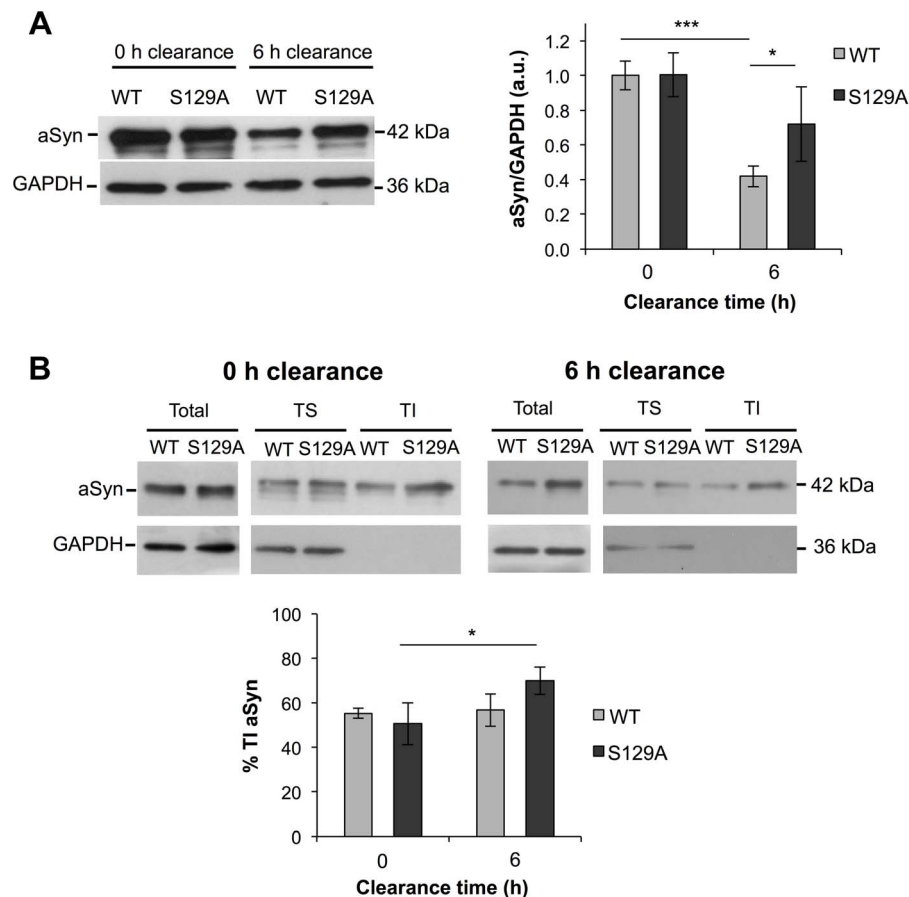 A
0 h clearance 6 h clearance
WT S129A WT S129A
aSyn 42 kDa
GAPDH 36 kDa
*** 
*
WT
S129A
aSyn/GAPDH (a.u.)
1.2
1.0
0.8
0.6
0.4
0.2
0.0
0 6
Clearance time (h)
B
0 h clearance 6 h clearance
Total TS TI Total TS TI
WT S129A WT S129A WT S129A WT S129A WT S129A WT S129A
aSyn 42 kDa
GAPDH 36 kDa
*
% TI aSyn
100
80
60
40
20
0
WT
S129A
0 6
Clearance time (h)